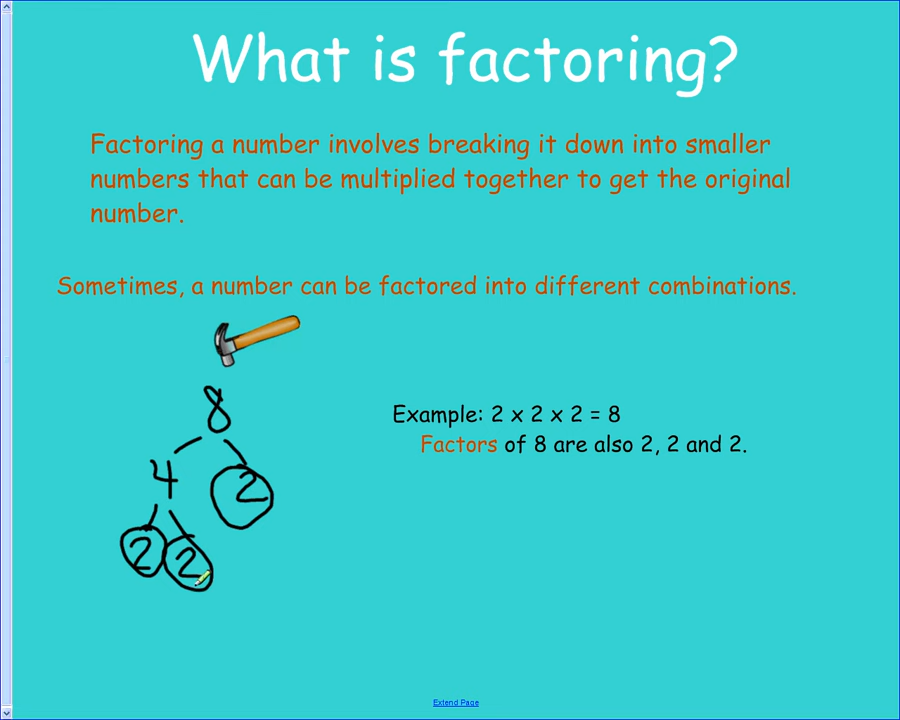 What is factoring?
Factoring a number involves breaking it down into smaller
numbers that can be multiplied together to get the original
number.
Sometimes, a number can be factored into different combinations.
8
4 2
2 2
Example: 2 x 2 x 2 = 8
Factors of 8 are also 2, 2 and 2.
Extend Page